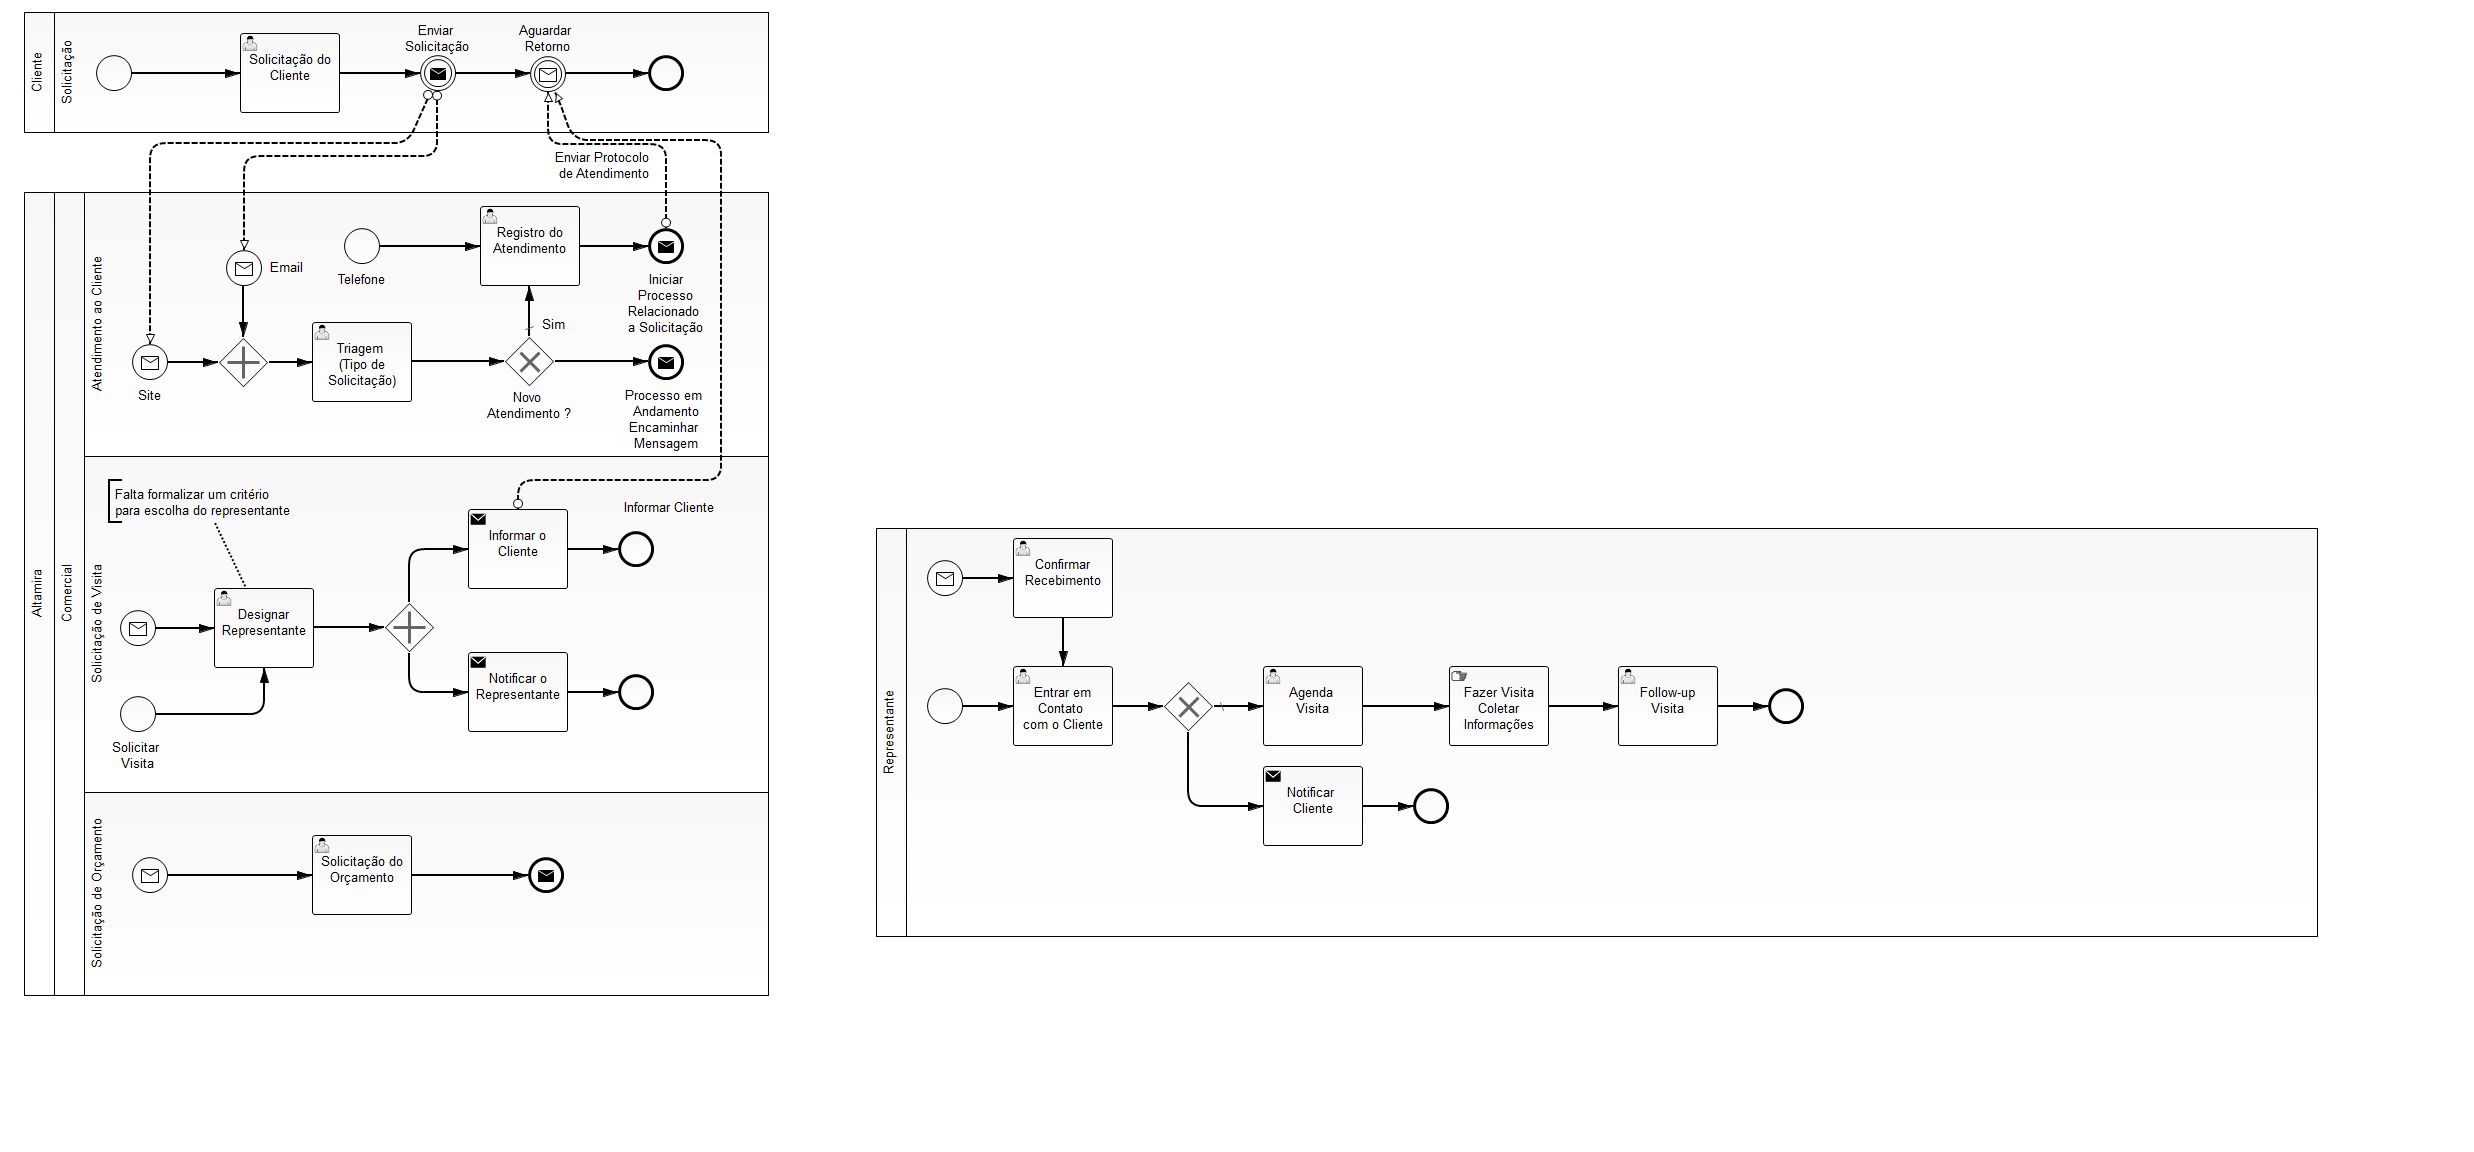 Cliente
Solicitação
Solicitação do
Cliente
Enviar
Solicitação
Aguardar
Retorno
Enviar Protocolo
de Atendimento
Altamira
Comercial
Atendimento ao Cliente
Email
Telefone
Registro do
Atendimento
Iniciar
Processo
Relacionado
a Solicitação
Sim
Site
Triagem
(Tipo de
Solicitação)
Novo
Atendimento ?
Processo em
Andamento
Encaminhar
Mensagem
Solicitação de Visita
Falta formalizar um critério
para escolha do representante
Designar
Representante
Solicitar
Visita
Informar o
Cliente
Informar Cliente
Notificar o
Representante
Solicitação de Orçamento
Solicitação do
Orçamento
Representante
Confirmar
Recebimento
Entrar em
Contato
com o Cliente
Agenda
Visita
Fazer Visita
Coletar
Informações
Follow-up
Visita
Notificar
Cliente